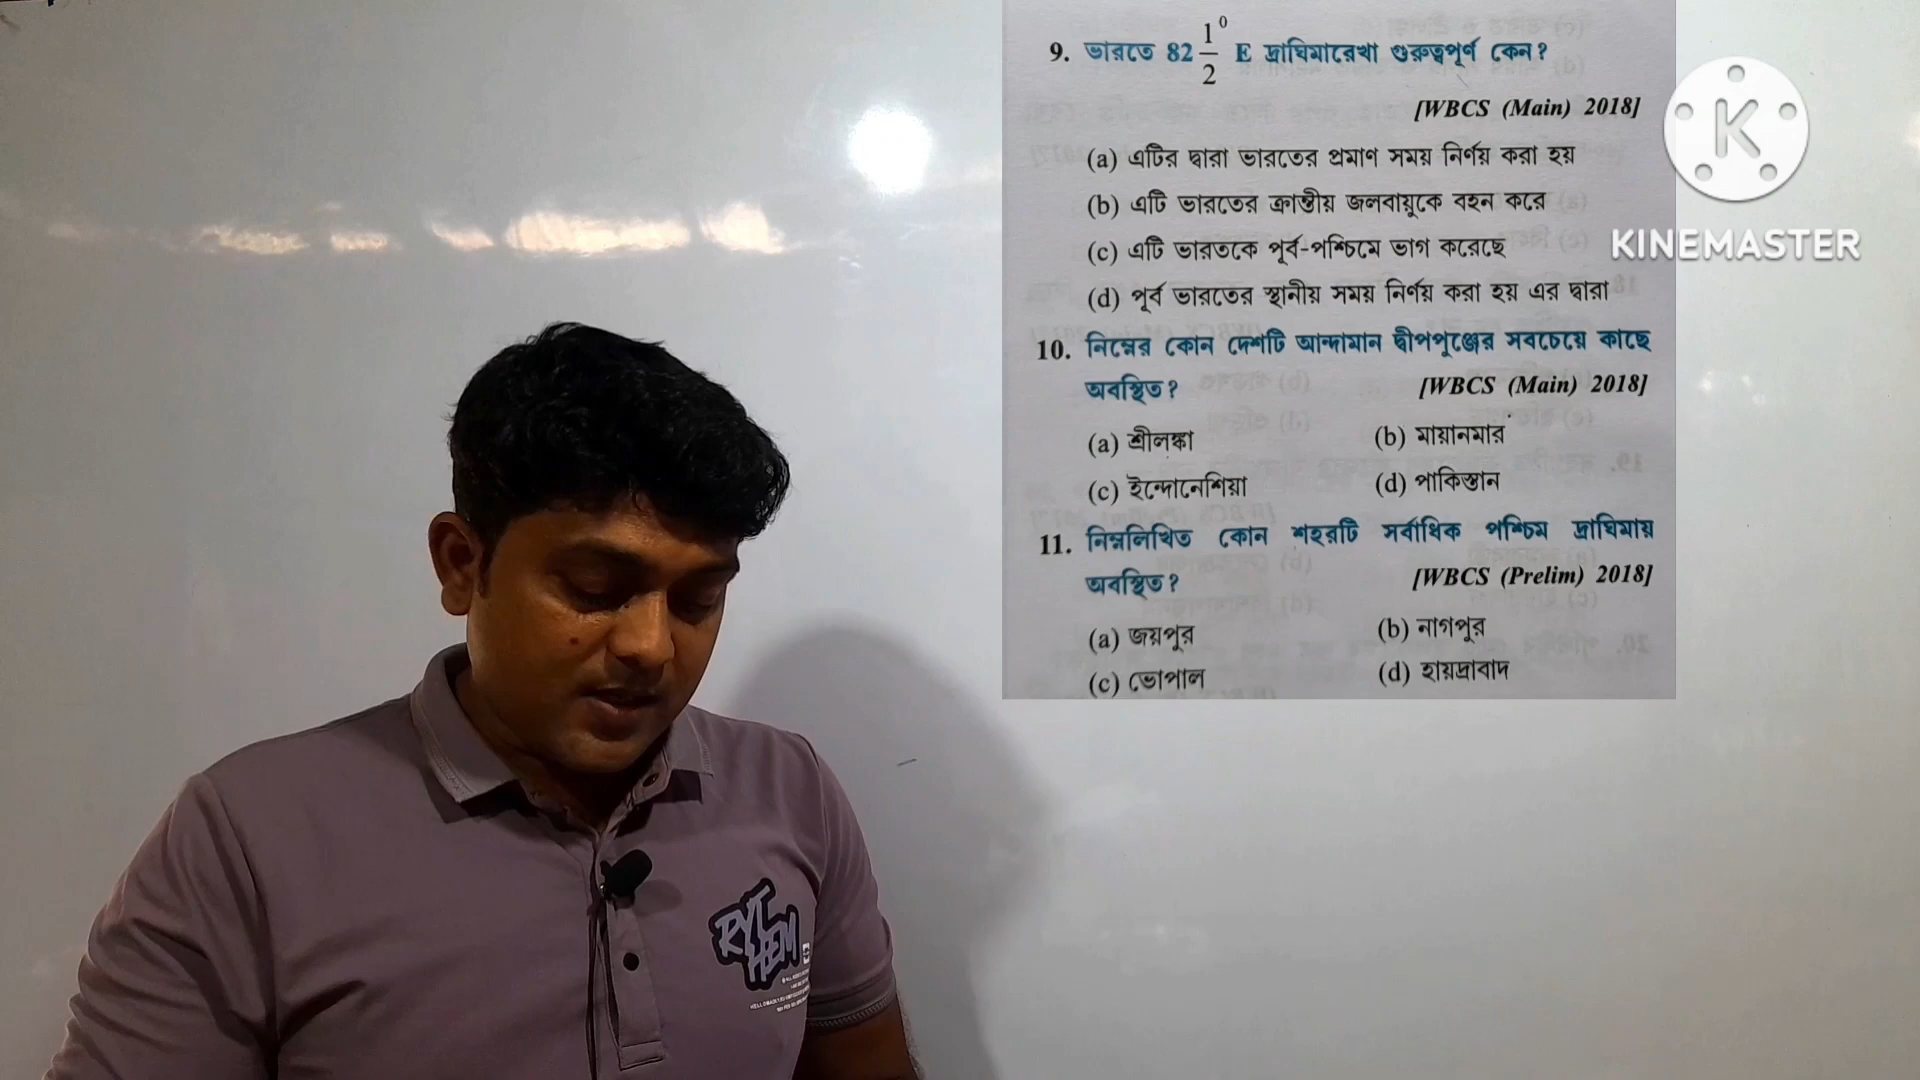 9. ভারতে 82 1/2° E দ্রাঘিমারেখা গুরুত্বপূর্ণ কেন?
[WBCS (Main) 2018]
(a) এটির দ্বারা ভারতের প্রমাণ সময় নির্ণয় করা হয়
(b) এটি ভারতের ক্রান্তীয় জলবায়ুকে বহন করে
(c) এটি ভারতকে পূর্ব-পশ্চিমে ভাগ করেছে
(d) পূর্ব ভারতের স্থানীয় সময় নির্ণয় করা হয় এর দ্বারা
10. নিম্নের কোন দেশটি আন্দামান দ্বীপপুঞ্জের সবচেয়ে কাছে
অবস্থিত? [WBCS (Main) 2018]
(a) শ্রীলঙ্কা (b) মায়ানমার
(c) ইন্দোনেশিয়া (d) পাকিস্তান
11. নিম্নলিখিত কোন শহরটি সর্বাধিক পশ্চিম দ্রাঘিমায়
অবস্থিত? [WBCS (Prelim) 2018]
(a) জয়পুর (b) নাগপুর
(c) ভোপাল (d) হায়দ্রাবাদ
K
KINEMASTER
RYT
HEM